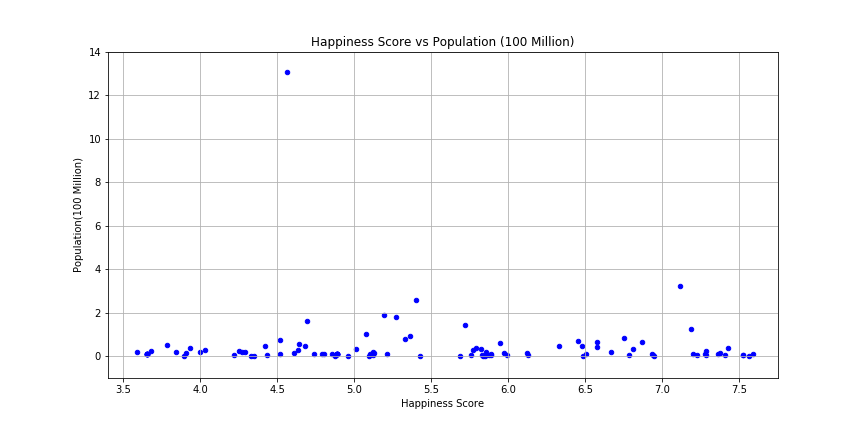 Happiness Score vs Population (100 Million)
14
12
10
8
6
4
2
0
Population(100 Million)
3.5 4.0 4.5 5.0 5.5 6.0 6.5 7.0 7.5
Happiness Score